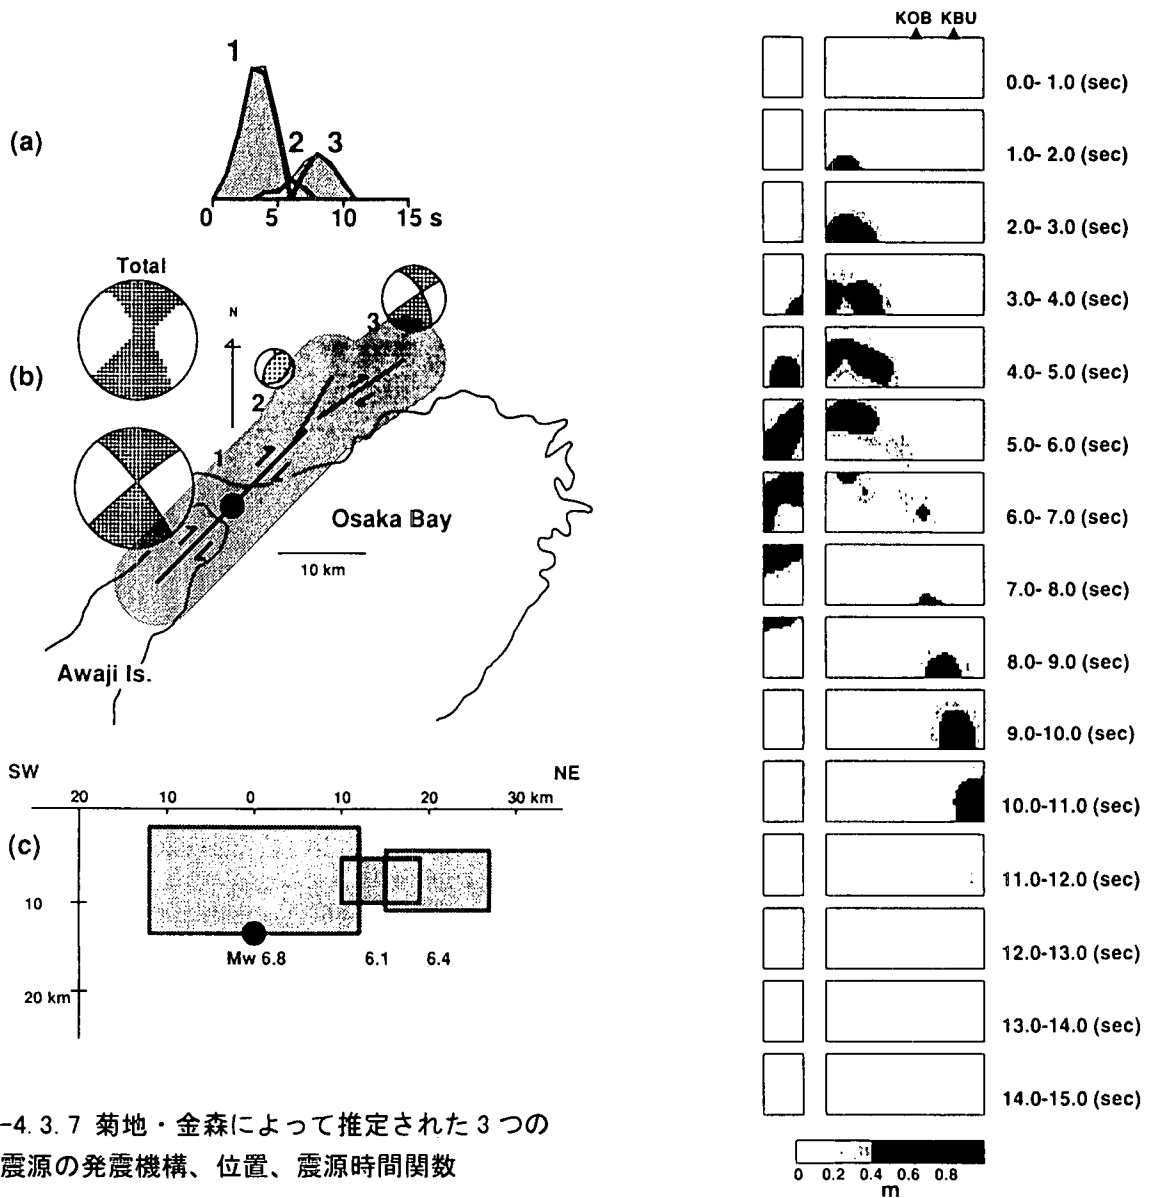 (a)
1
2 3
0 5 10 15 s
(b)
Total
N
3
2
1
Osaka Bay
10 km
Awaji Is.
SW NE
20 10 0 10 20 30 km
(c)
10
Mw 6.8 6.1 6.4
20 km
-4.3.7 菊地・金森によって推定された3つの
震源の発震機構、位置、震源時間関数
KOB KBU
0.0- 1.0 (sec)
1.0- 2.0 (sec)
2.0- 3.0 (sec)
3.0- 4.0 (sec)
4.0- 5.0 (sec)
5.0- 6.0 (sec)
6.0- 7.0 (sec)
7.0- 8.0 (sec)
8.0- 9.0 (sec)
9.0-10.0 (sec)
10.0-11.0 (sec)
11.0-12.0 (sec)
12.0-13.0 (sec)
13.0-14.0 (sec)
14.0-15.0 (sec)
0 0.2 0.4 0.6 0.8
m